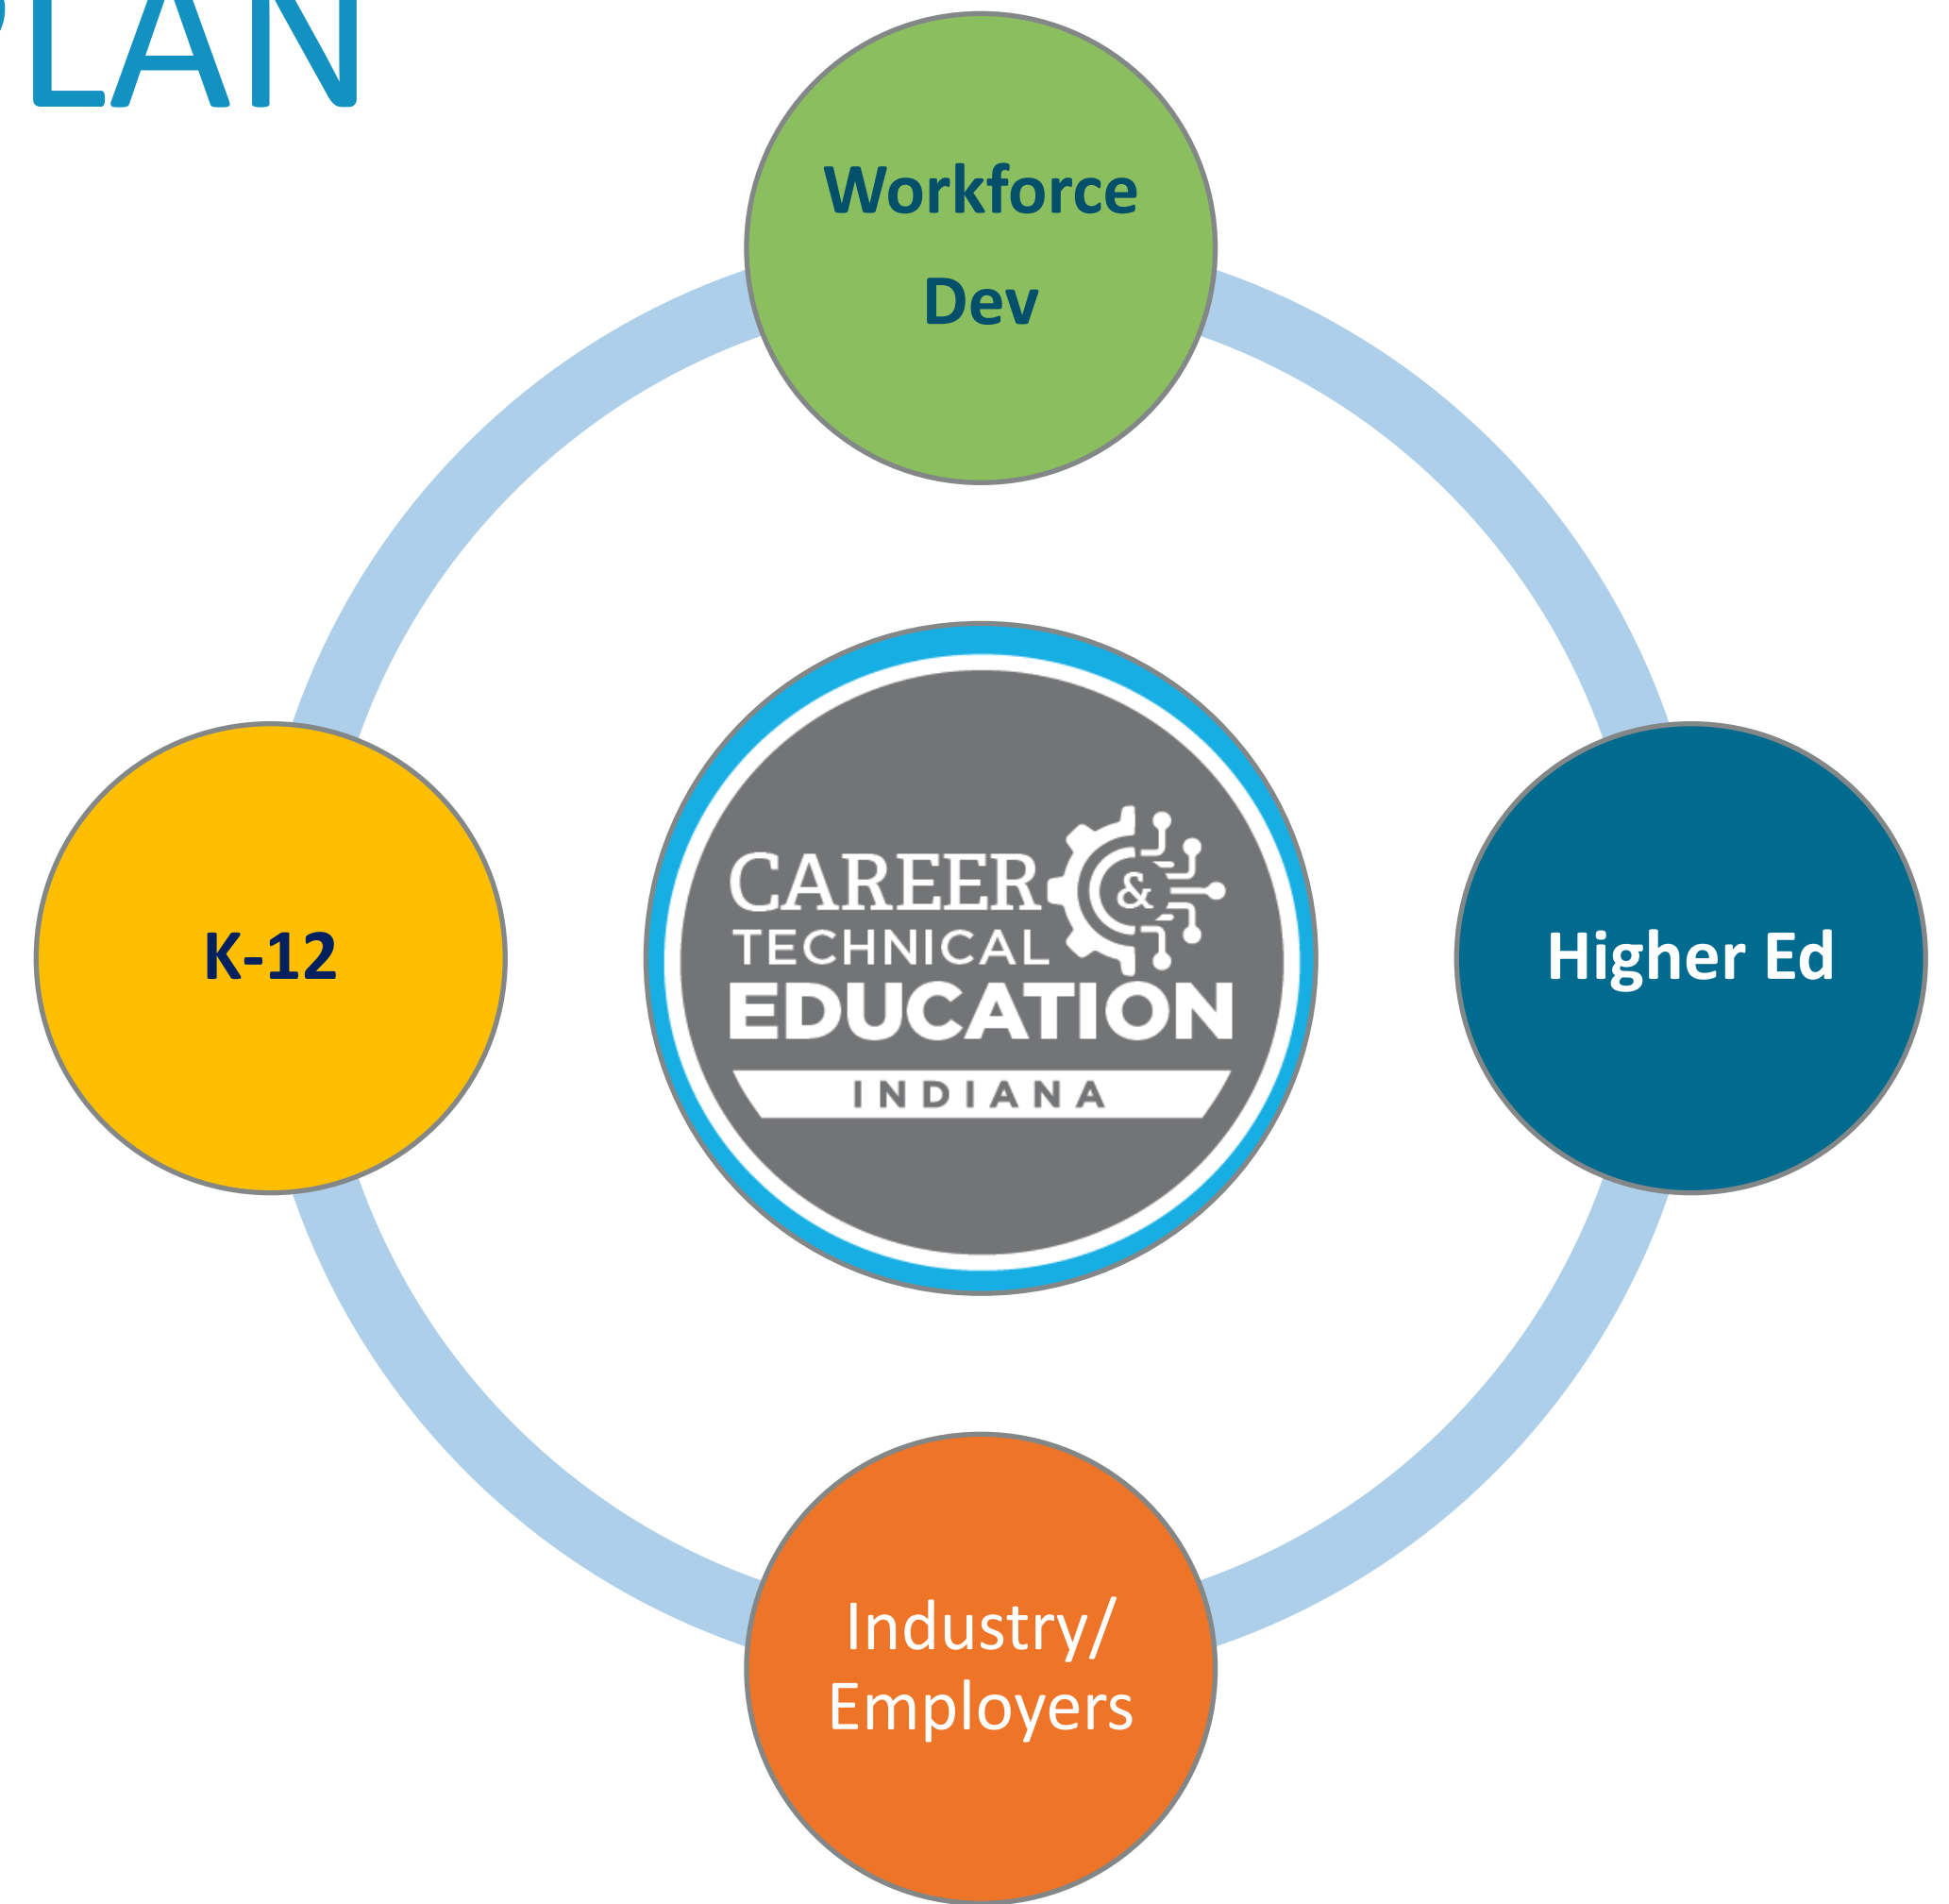 PLAN
Workforce
Dev
K-12
CAREER &
TECHNICAL
EDUCATION
INDIANA
Higher Ed
Industry/
Employers